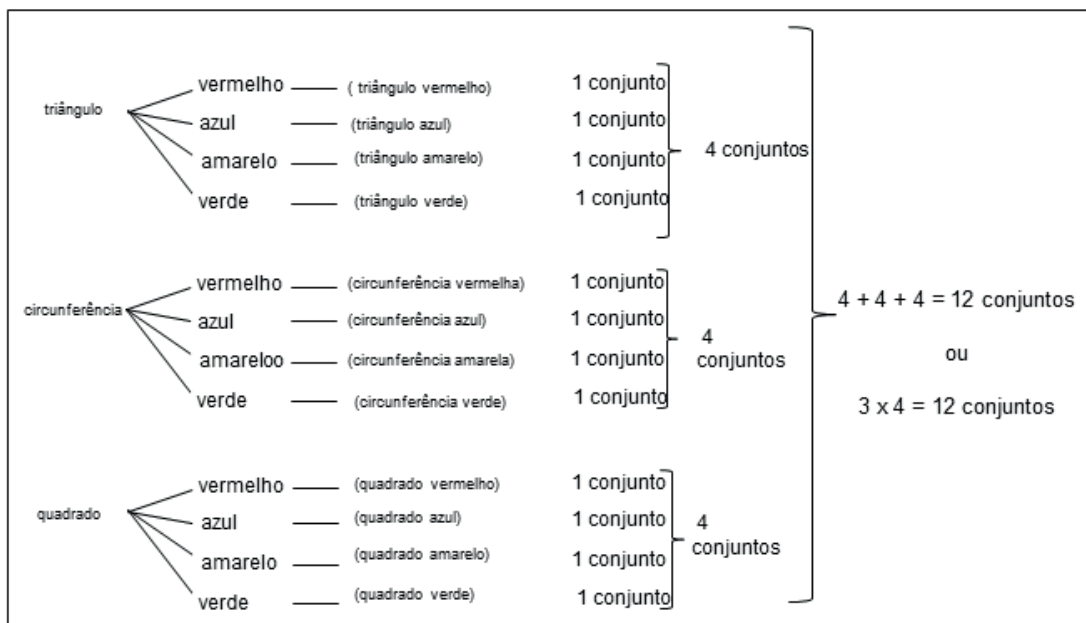 vermelho (triângulo vermelho) 1 conjunto
triângulo
azul (triângulo azul) 1 conjunto
amarelo (triângulo amarelo) 1 conjunto 4 conjuntos
verde (triângulo verde) 1 conjunto
vermelho (circunferência vermelha) 1 conjunto
circunferência 4 + 4 + 4 = 12 conjuntos
azul (circunferência azul) 1 conjunto 4
amareloo (circunferência amarela) 1 conjunto conjuntos
ou
verde (circunferência verde) 1 conjunto
3 x 4 = 12 conjuntos
vermelho (quadrado vermelho) 1 conjunto
quadrado
azul (quadrado azul) 1 conjunto 4
amarelo (quadrado amarelo) 1 conjunto conjuntos
verde (quadrado verde) 1 conjunto